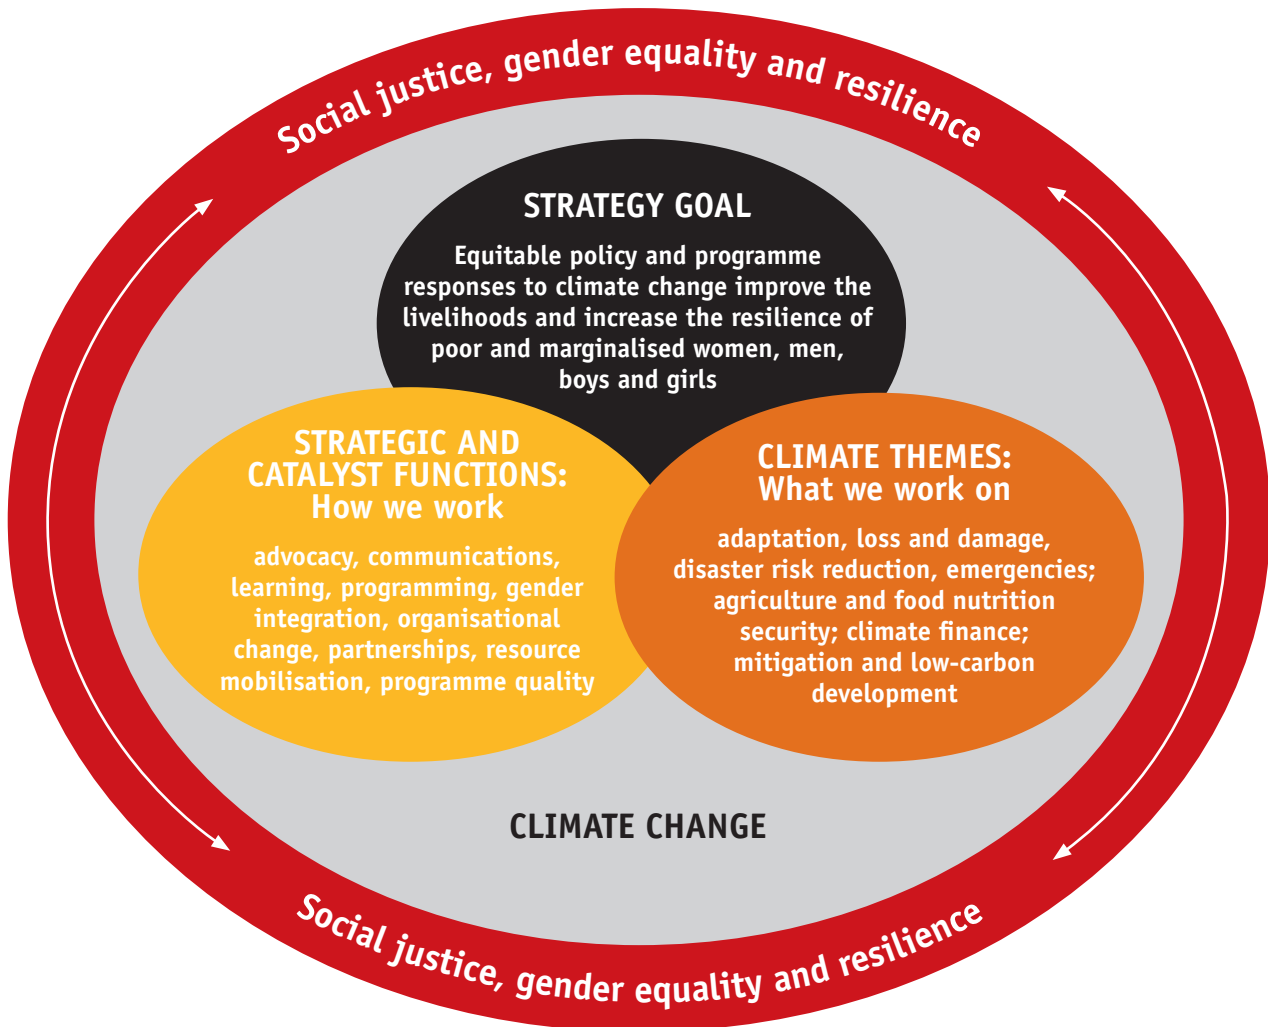 Social justice, gender equality and resilience
STRATEGY GOAL
Equitable policy and programme
responses to climate change improve the
livelihoods and increase the resilience of
poor and marginalised women, men,
boys and girls
STRATEGIC AND
CATALYST FUNCTIONS:
How we work
advocacy, communications,
learning, programming, gender
integration, organisational
change, partnerships, resource
mobilisation, programme quality
CLIMATE THEMES:
What we work on
adaptation, loss and damage,
disaster risk reduction, emergencies;
agriculture and food nutrition
security; climate finance;
mitigation and low-carbon
development
CLIMATE CHANGE
Social justice, gender equality and resilience